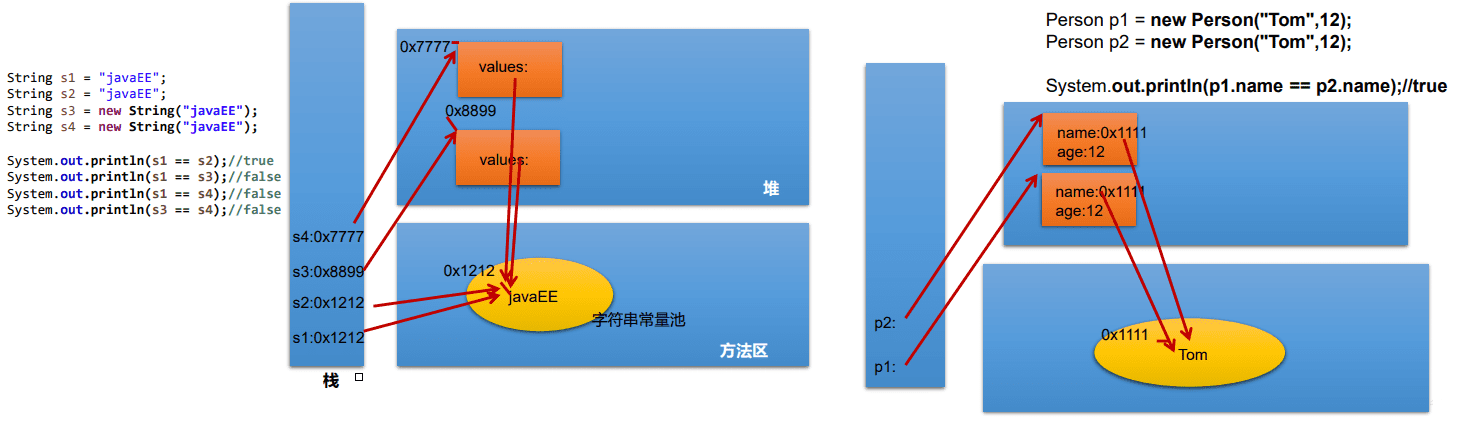 String s1 = "javaEE";
String s2 = "javaEE";
String s3 = new String("javaEE");
String s4 = new String("javaEE");
System.out.println(s1 == s2);//true
System.out.println(s1 == s3);//false
System.out.println(s1 == s4);//false
System.out.println(s3 == s4);//false
s4:0x7777
s3:0x8899
s2:0x1212
s1:0x1212
栈
0x7777
values:
0x8899
values:
堆
0x1212
javaEE
字符串常量池
方法区
Person p1 = new Person("Tom",12);
Person p2 = new Person("Tom",12);
System.out.println(p1.name == p2.name);//true
name:0x1111
age:12
name:0x1111
age:12
p2:
p1:
0x1111
Tom